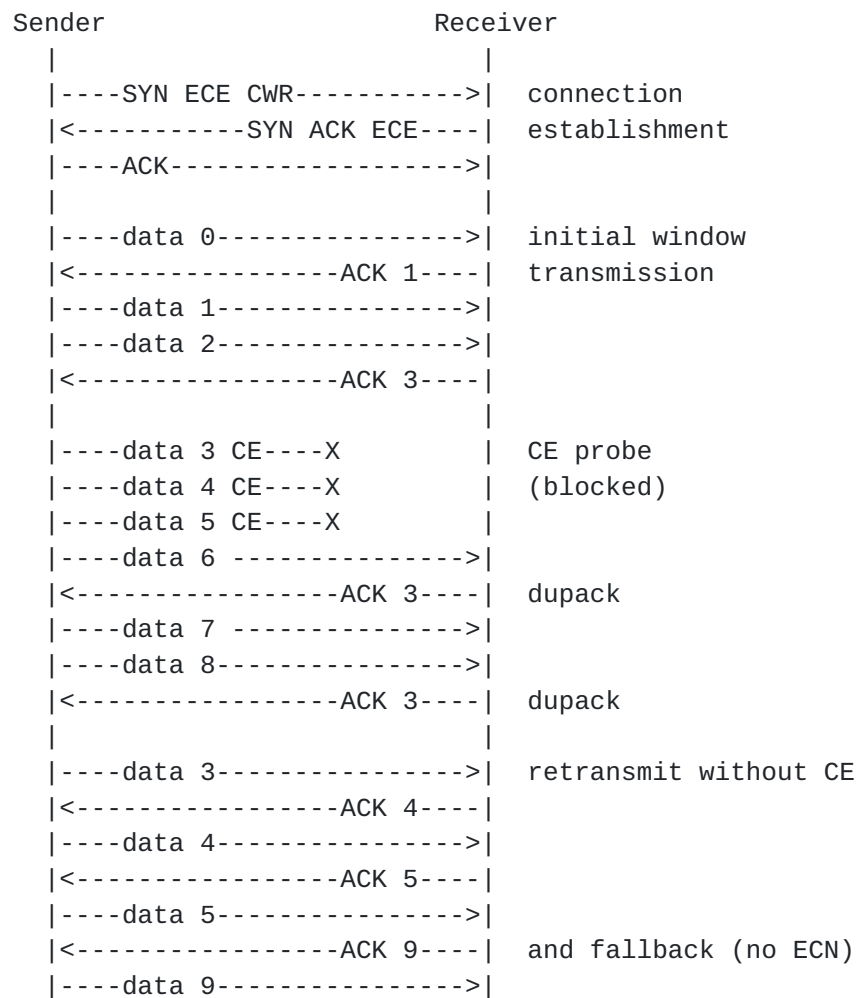 Sender                    Receiver
  |                          |
  |----SYN ECE CWR---------->|  connection
  |<-----------SYN ACK ECE----|  establishment
  |----ACK------------------>|
  |                          |
  |----data 0---------------->|  initial window
  |<-----------------ACK 1----|  transmission
  |----data 1---------------->|
  |----data 2---------------->|
  |<-----------------ACK 3----|
  |                          |
  |----data 3 CE----X         |  CE probe
  |----data 4 CE----X         |  (blocked)
  |----data 5 CE----X         |
  |----data 6 --------------->|
  |<-----------------ACK 3----|  dupack
  |----data 7 --------------->|
  |----data 8---------------->|
  |<-----------------ACK 3----|  dupack
  |                          |
  |----data 3---------------->|  retransmit without CE
  |<-----------------ACK 4----|
  |----data 4---------------->|
  |<-----------------ACK 5----|
  |----data 5---------------->|
  |<-----------------ACK 9----|  and fallback (no ECN)
  |----data 9---------------->|